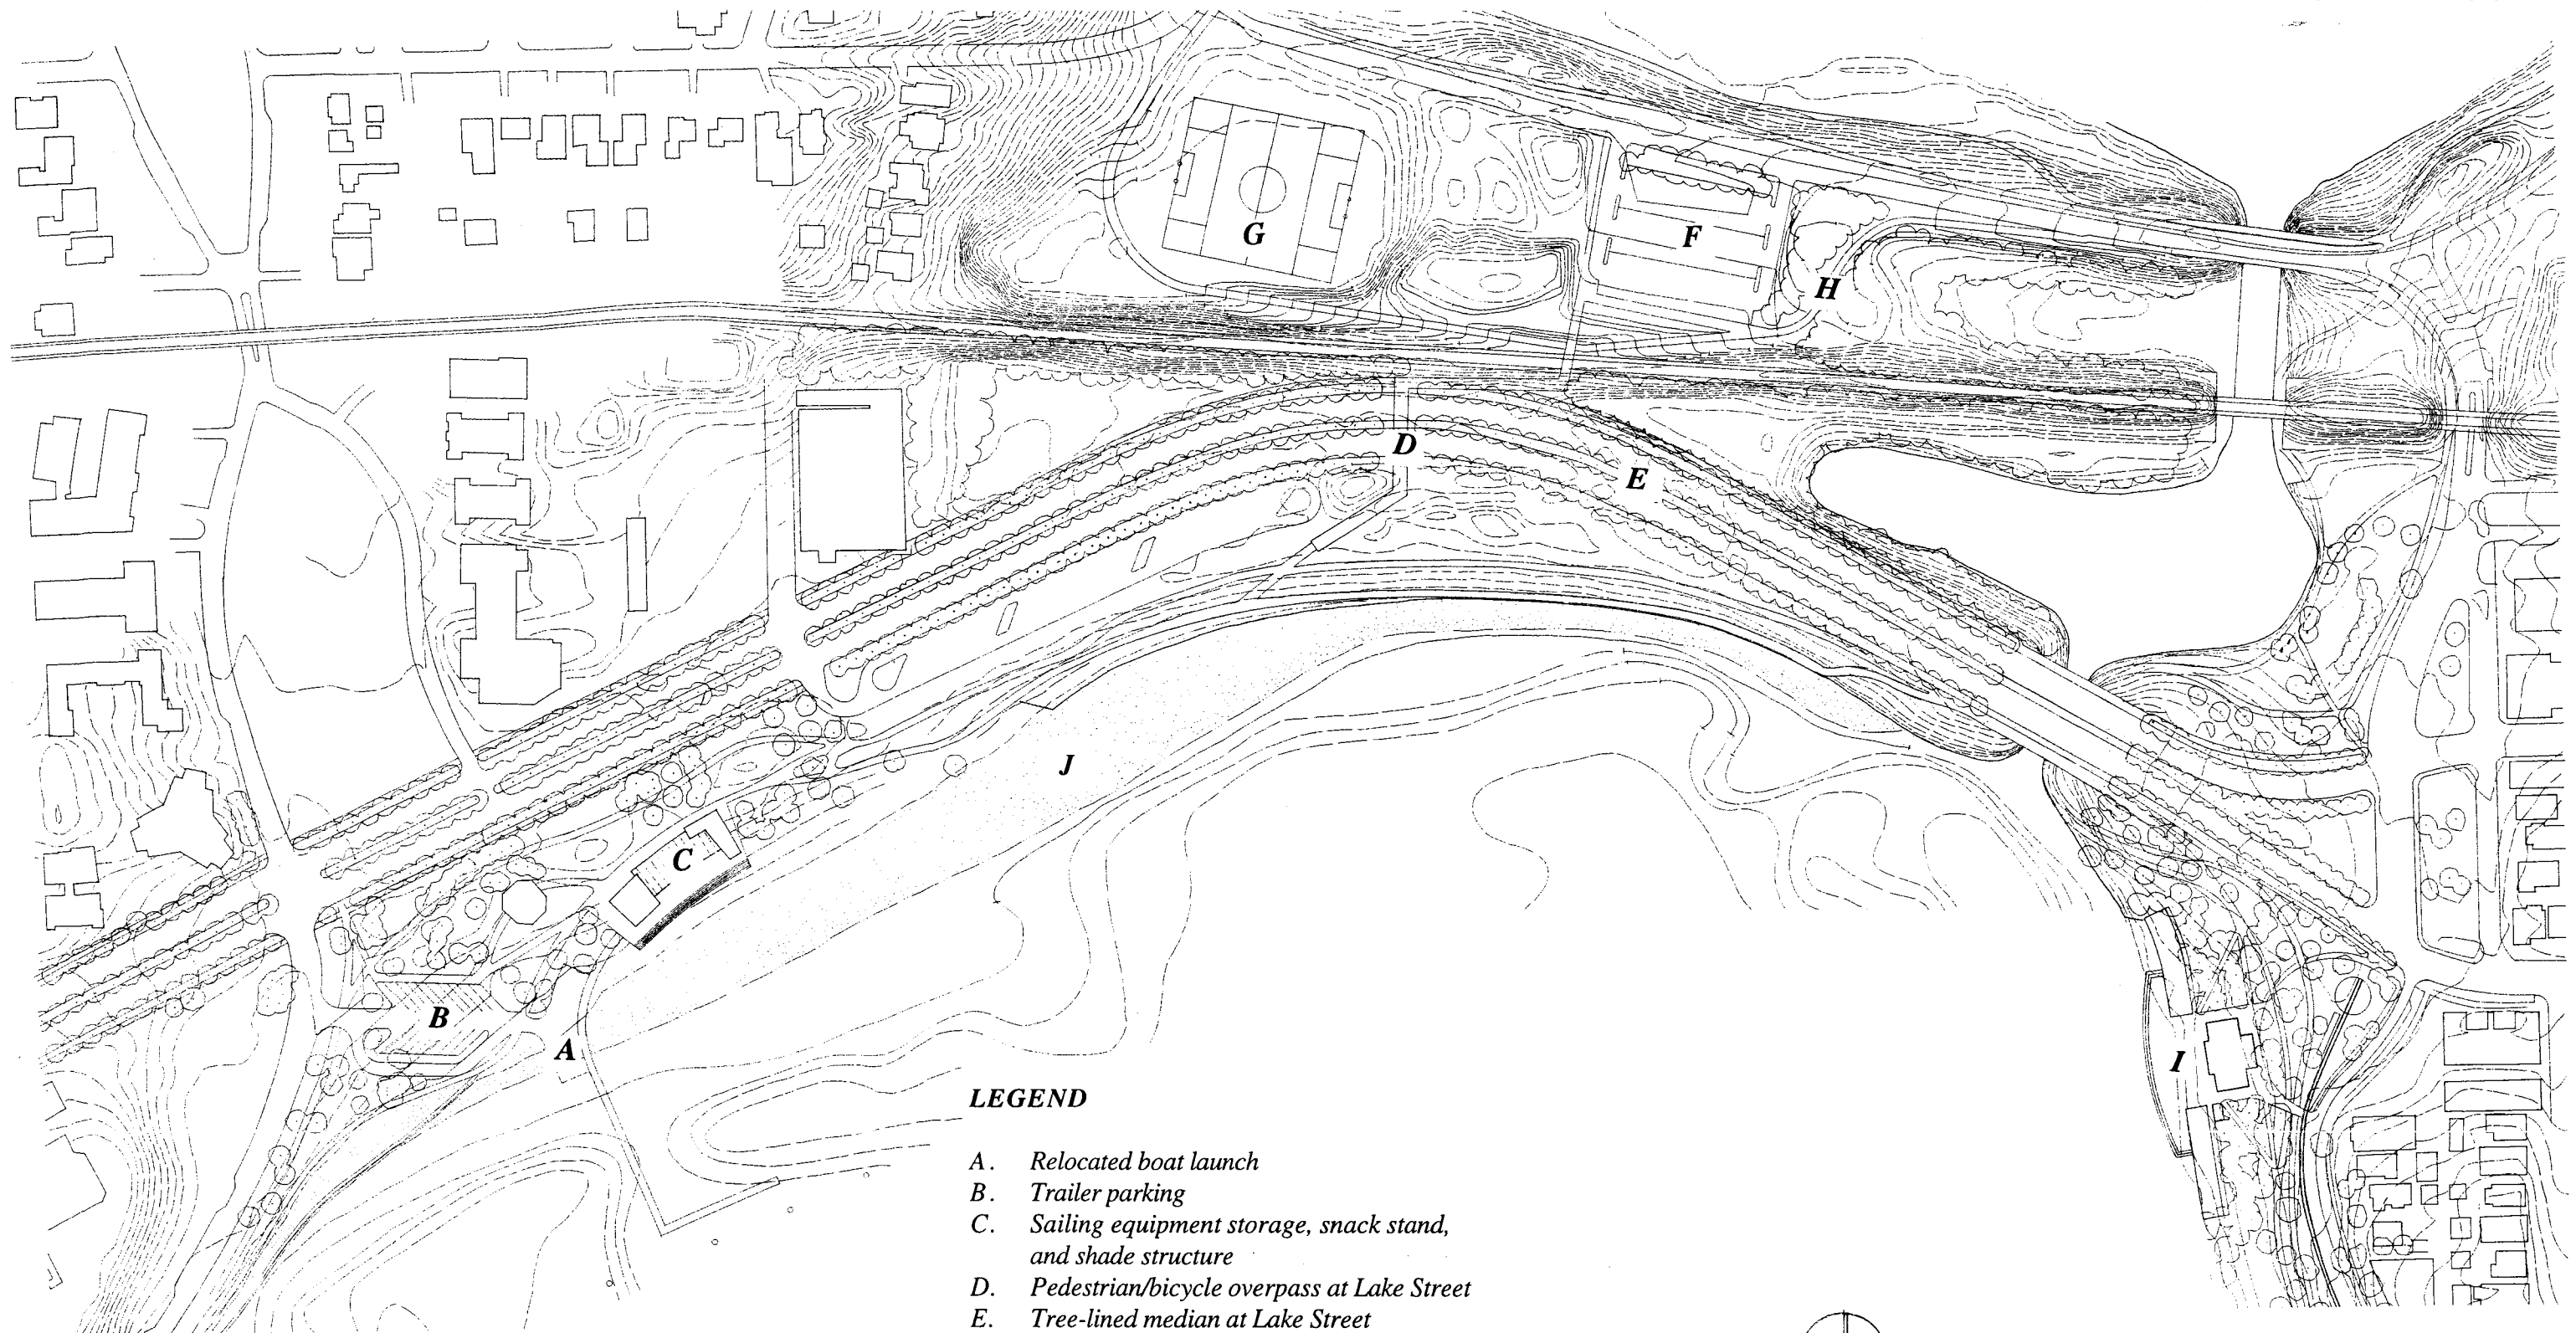 G
F
H
D
E
J
C
B
A
I
LEGEND
A. Relocated boat launch
B. Trailer parking
C. Sailing equipment storage, snack stand,
and shade structure
D. Pedestrian/bicycle overpass at Lake Street
E. Tree-lined median at Lake Street